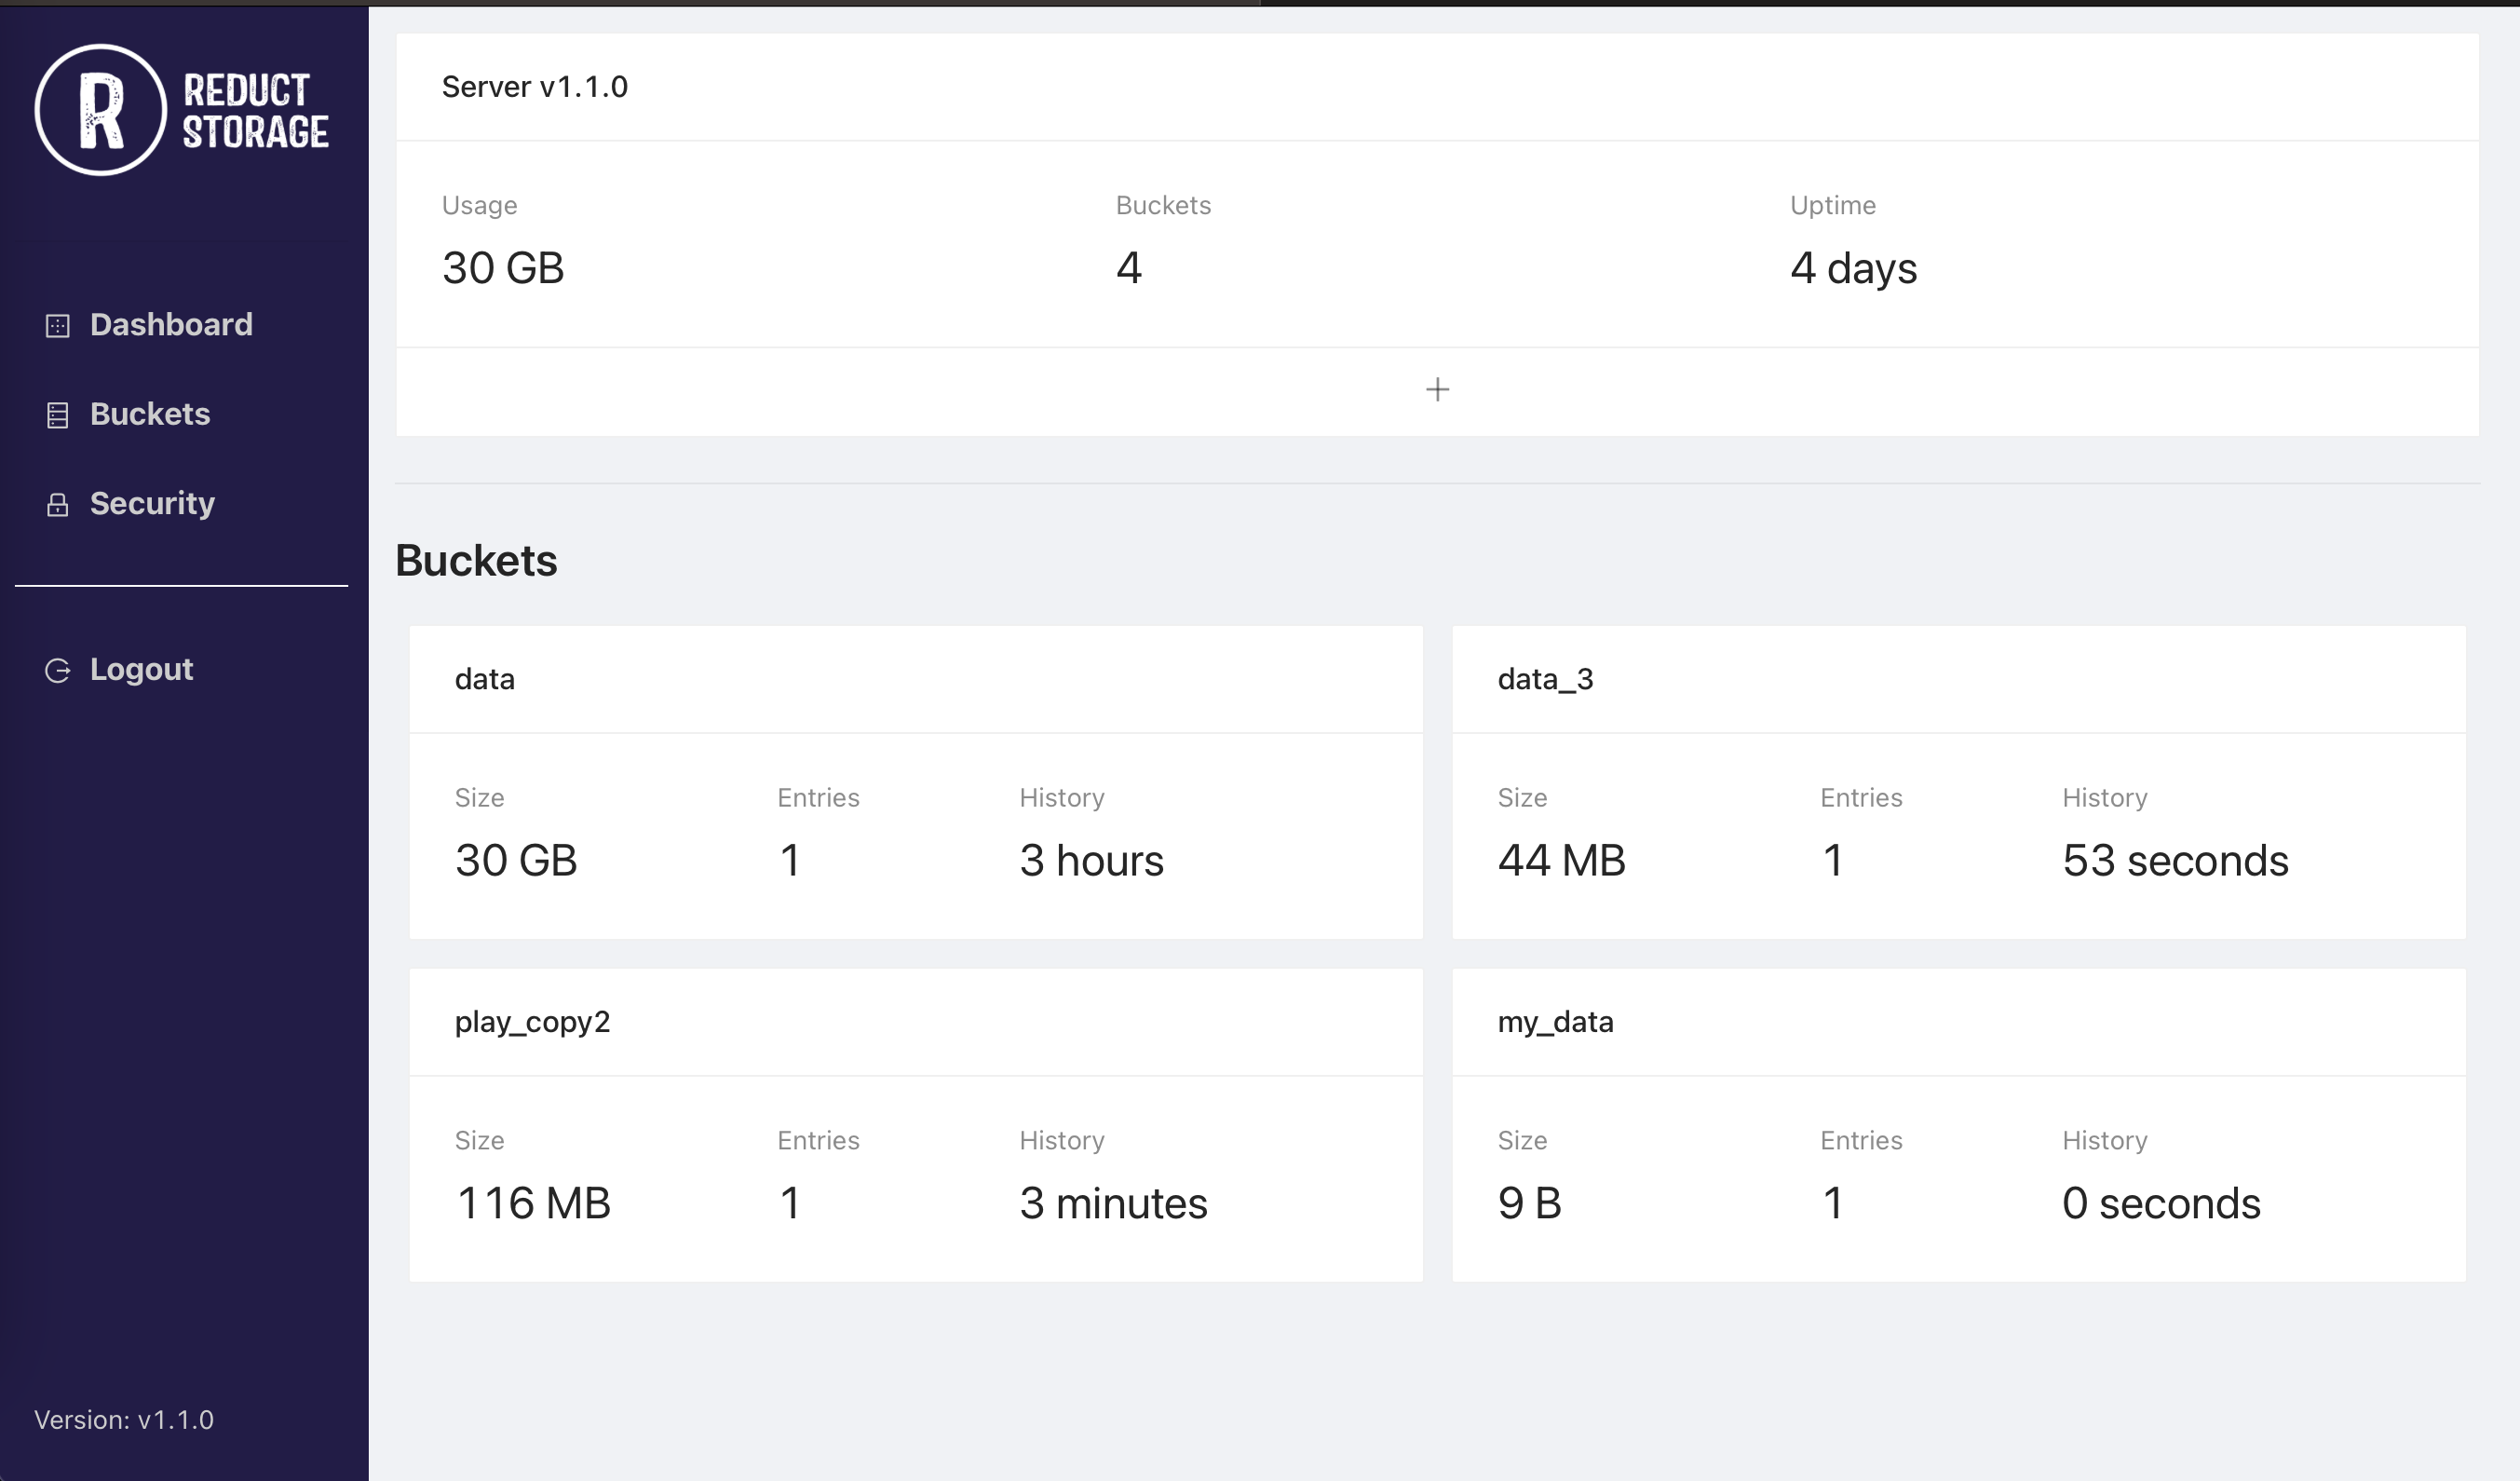 R
REDUCT
STORAGE
Dashboard
Buckets
Security
Logout
Version: v1.1.0
Server v1.1.0
Usage Buckets Uptime
30 GB 4 4 days
Buckets
data
Size Entries History
30 GB 1 3 hours
data_3
Size Entries History
44 MB 1 53 seconds
play_copy2
Size Entries History
116 MB 1 3 minutes
my_data
Size Entries History
9 B 1 0 seconds